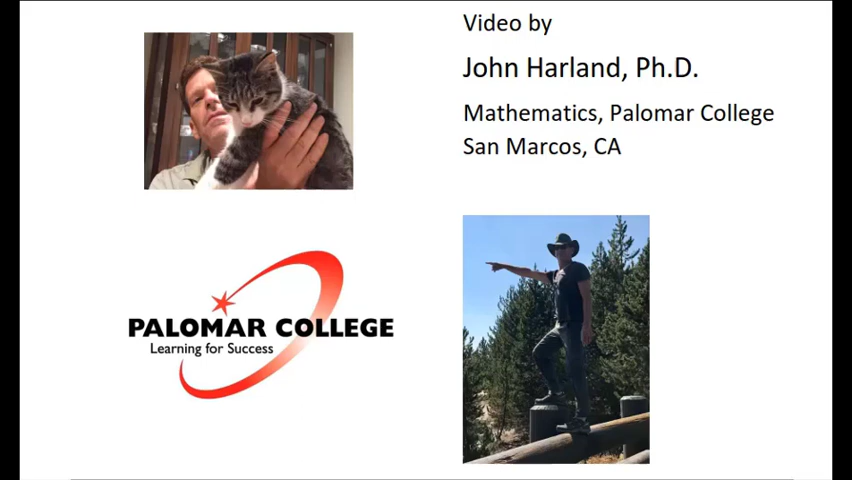 Video by
John Harland, Ph.D.
Mathematics, Palomar College
San Marcos, CA
PALOMAR COLLEGE
Learning for Success